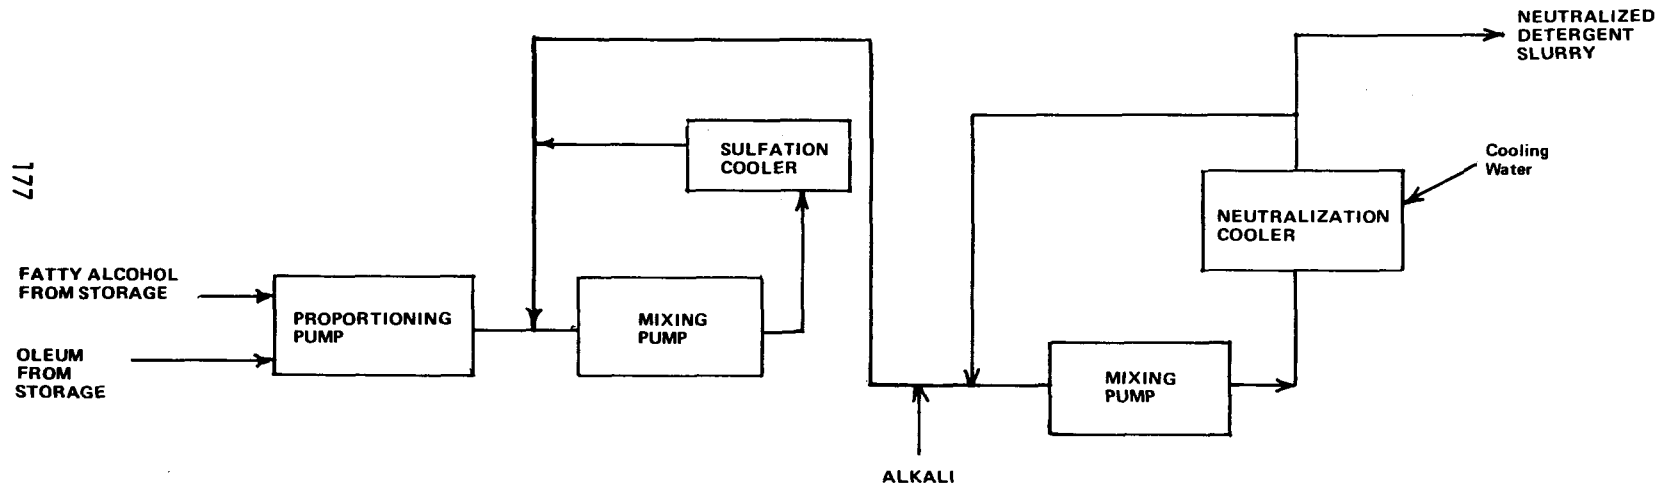 NEUTRALIZED
DETERGENT
SLURRY
SULFATION
COOLER
Cooling
Water
177
NEUTRALIZATION
COOLER
FATTY ALCOHOL
FROM STORAGE
PROPORTIONING
PUMP
MIXING
PUMP
OLEUM
FROM
STORAGE
MIXING
PUMP
ALKALI